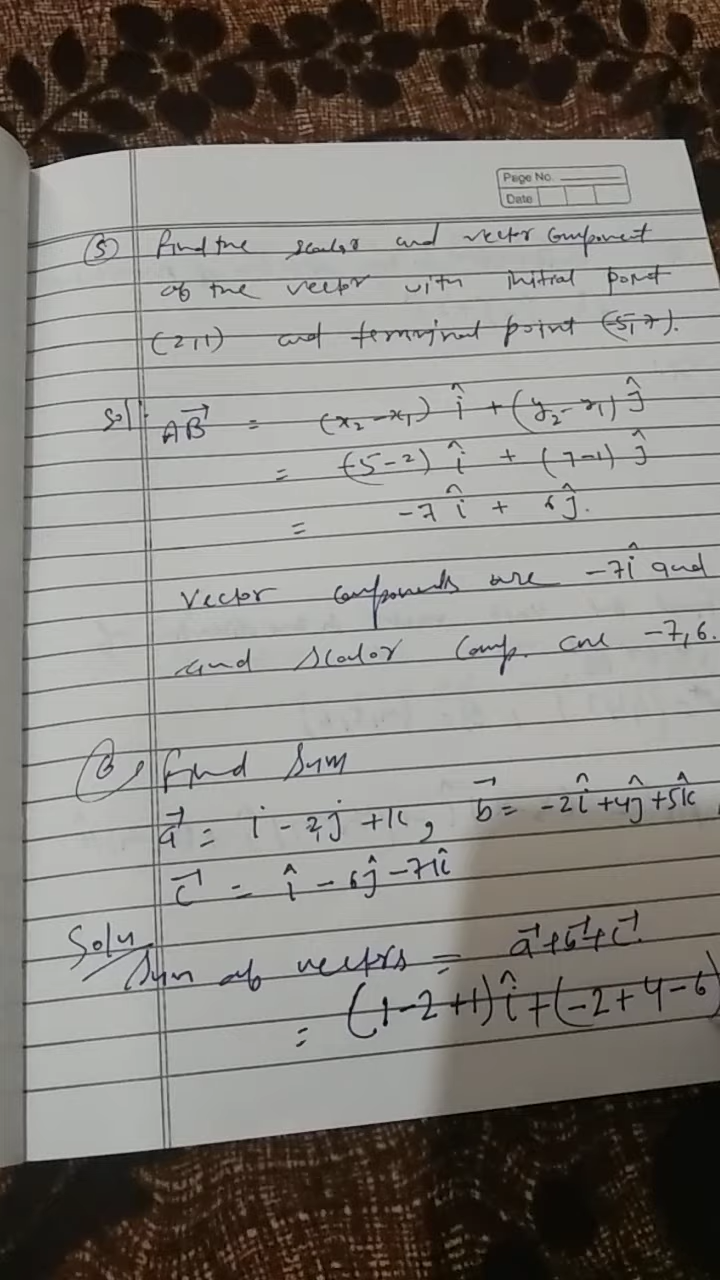 Page No.
Date
(5) Find the scalar and vector component
of the vector with initial point
(2,1) and terminal point (-5,7).
Sol. AB⃗ = (x₂-x₁) î + (y₂-y₁) ĵ
= (-5-2) î + (7-1) ĵ
= -7 î + 6 ĵ.
Vector components are -7î and
and scalar comp. are -7,6.
(6) Find Sum
a⃗ = i - 2j + k, b⃗ = -2î + 4ĵ + 5k̂,
c⃗ = î - 6ĵ - 7k̂
Soln Sum of vectors = a⃗+b⃗+c⃗.
= (1-2+1) î + (-2+4-6)